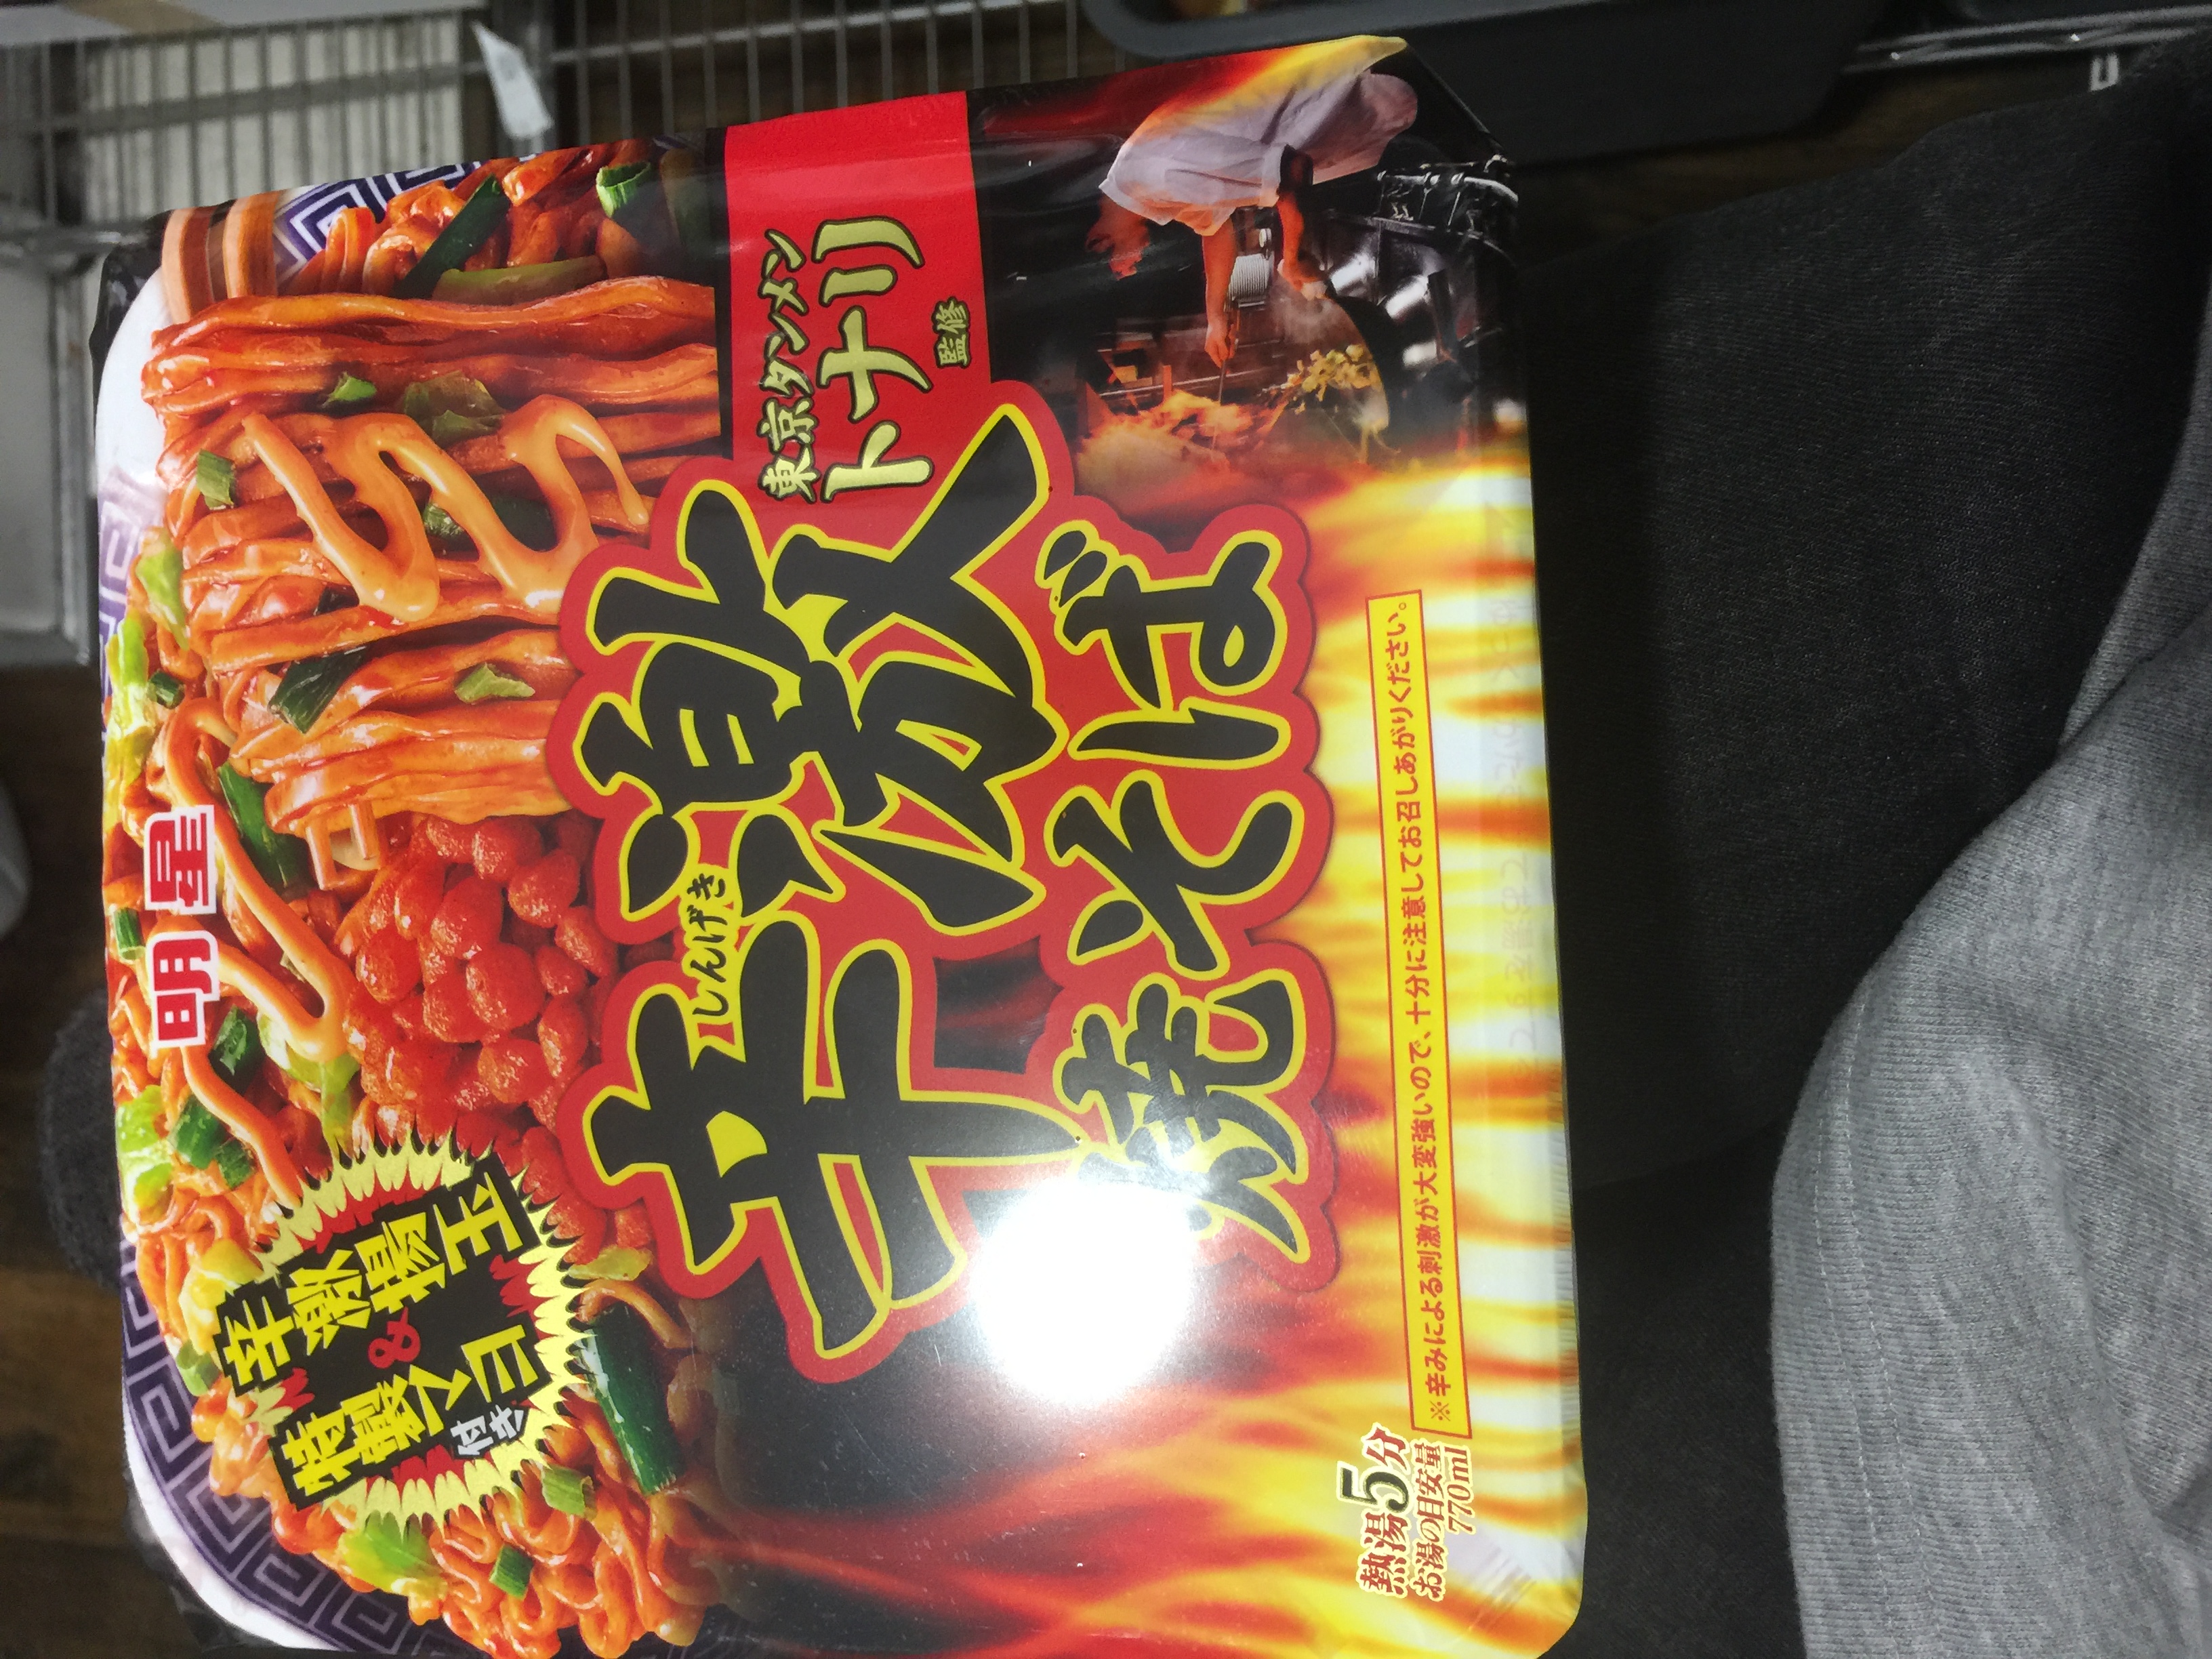 明星
東京タンメン
トナリ
監修
しんげき
辛激
焼そば
辛激揚玉
&
特製マヨ
付き
※辛みによる刺激が大変強いので、十分に注意してお召しあがりください。
熱湯5分
お湯の目安量
770ml